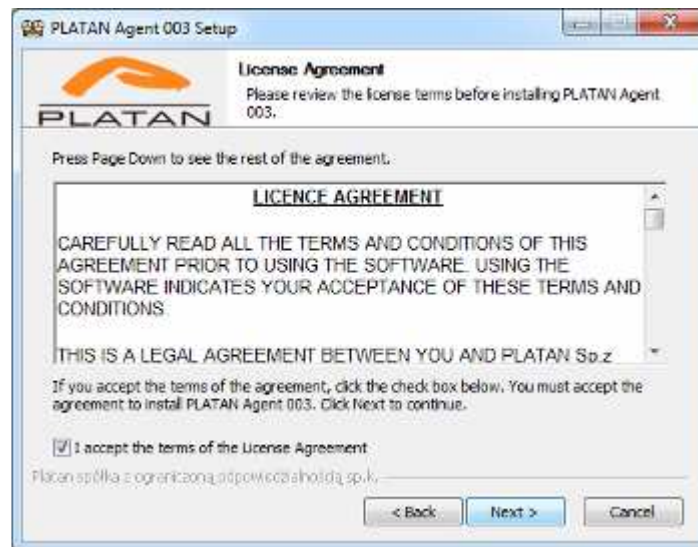 PLATAN Agent 003 Setup
PLATAN
License Agreement
Please review the license terms before installing PLATAN Agent
003.
Press Page Down to see the rest of the agreement.
LICENCE AGREEMENT
CAREFULLY READ ALL THE TERMS AND CONDITIONS OF THIS
AGREEMENT PRIOR TO USING THE SOFTWARE. USING THE
SOFTWARE INDICATES YOUR ACCEPTANCE OF THESE TERMS AND
CONDITIONS.
THIS IS A LEGAL AGREEMENT BETWEEN YOU AND PLATAN Sp.z
If you accept the terms of the agreement, click the check box below. You must accept the
agreement to install PLATAN Agent 003. Click Next to continue.
I accept the terms of the License Agreement
Platan spółka z ograniczoną odpowiedzialnością sp.k.
< Back
Next >
Cancel